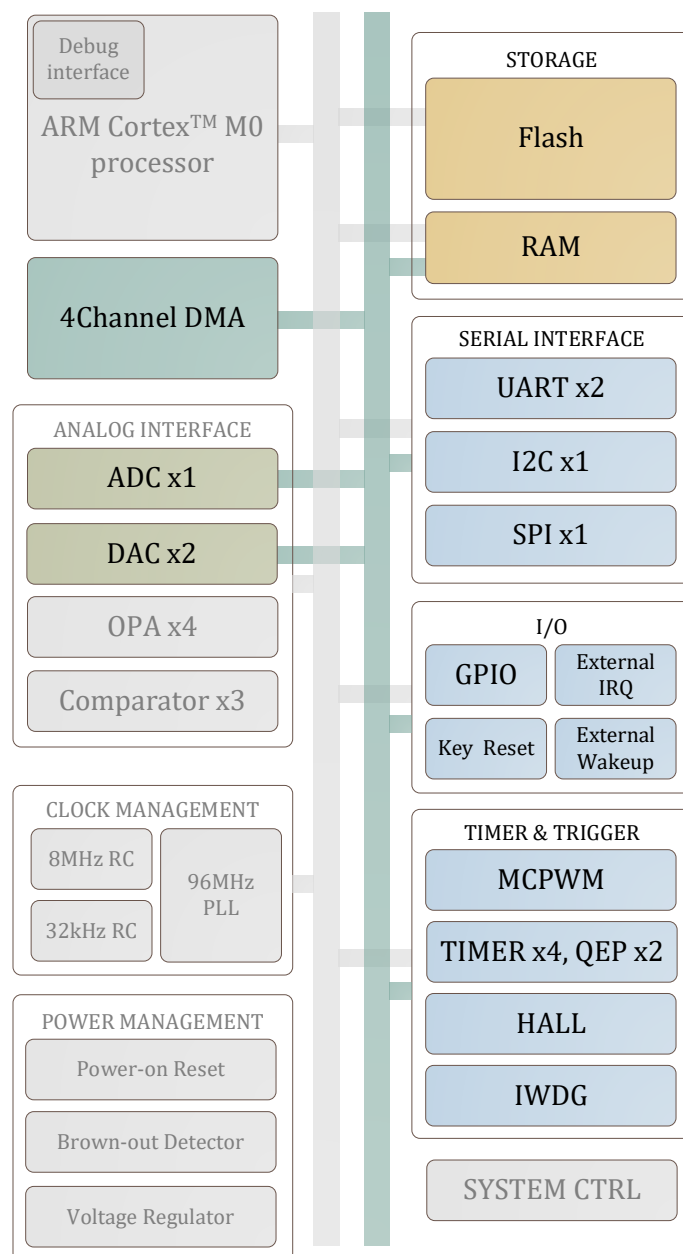 Debug
interface
ARM Cortex™ M0
processor
4Channel DMA
ANALOG INTERFACE
ADC x1
DAC x2
OPA x4
Comparator x3
CLOCK MANAGEMENT
8MHz RC
32kHz RC
96MHz
PLL
POWER MANAGEMENT
Power-on Reset
Brown-out Detector
Voltage Regulator
STORAGE
Flash
RAM
SERIAL INTERFACE
UART x2
I2C x1
SPI x1
I/O
GPIO
External
IRQ
Key Reset
External
Wakeup
TIMER & TRIGGER
MCPWM
TIMER x4, QEP x2
HALL
IWDG
SYSTEM CTRL